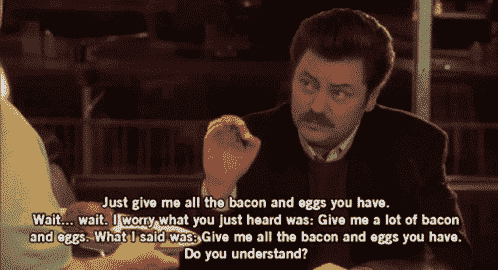 Just give me all the bacon and eggs you have.
Wait... wait. I worry what you just heard was: Give me a lot of bacon
and eggs. What I said was: Give me all the bacon and eggs you have.
Do you understand?